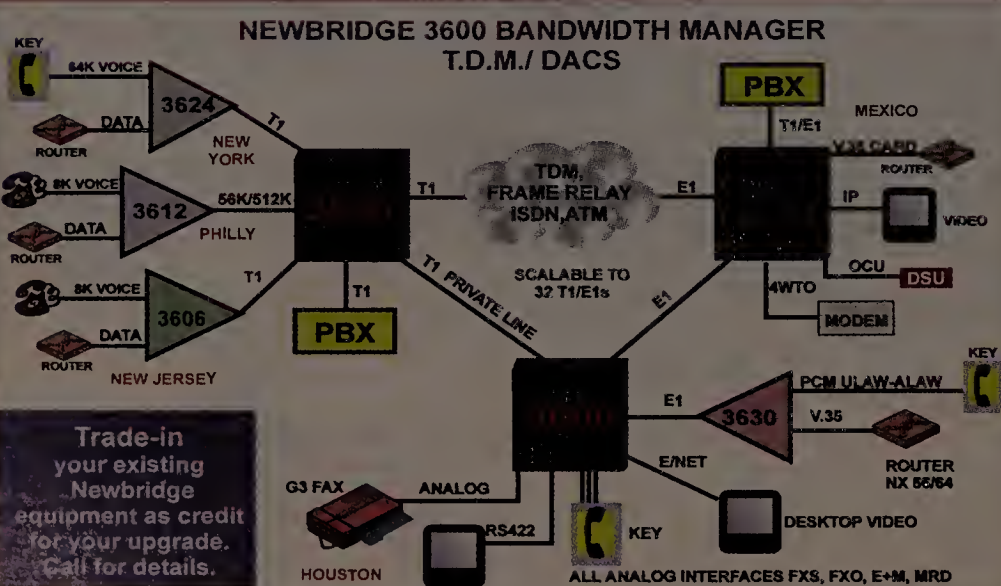 NEWBRIDGE 3600 BANDWIDTH MANAGER
T.D.M./ DACS
KEY
64K VOICE
3624
DATA
ROUTER
T1
NEW
YORK
8K VOICE
3612
56K/512K
DATA
ROUTER
PHILLY
8K VOICE
3606
T1
DATA
ROUTER
NEW JERSEY
T1
PBX
T1
TDM,
FRAME RELAY
ISDN,ATM
E1
SCALABLE TO
32 T1/E1s
T1 PRIVATE LINE
E1
PBX
T1/E1
MEXICO
V.35 CARD
ROUTER
IP
VIDEO
OCU
DSU
4WTO
MODEM
KEY
PCM ULAW-ALAW
E1
3630
V.35
ROUTER
NX 56/64
E/NET
DESKTOP VIDEO
G3 FAX
ANALOG
RS422
KEY
HOUSTON
ALL ANALOG INTERFACES FXS, FXO, E+M, MRD
Trade-in
your existing
Newbridge
equipment as credit
for your upgrade.
Call for details.